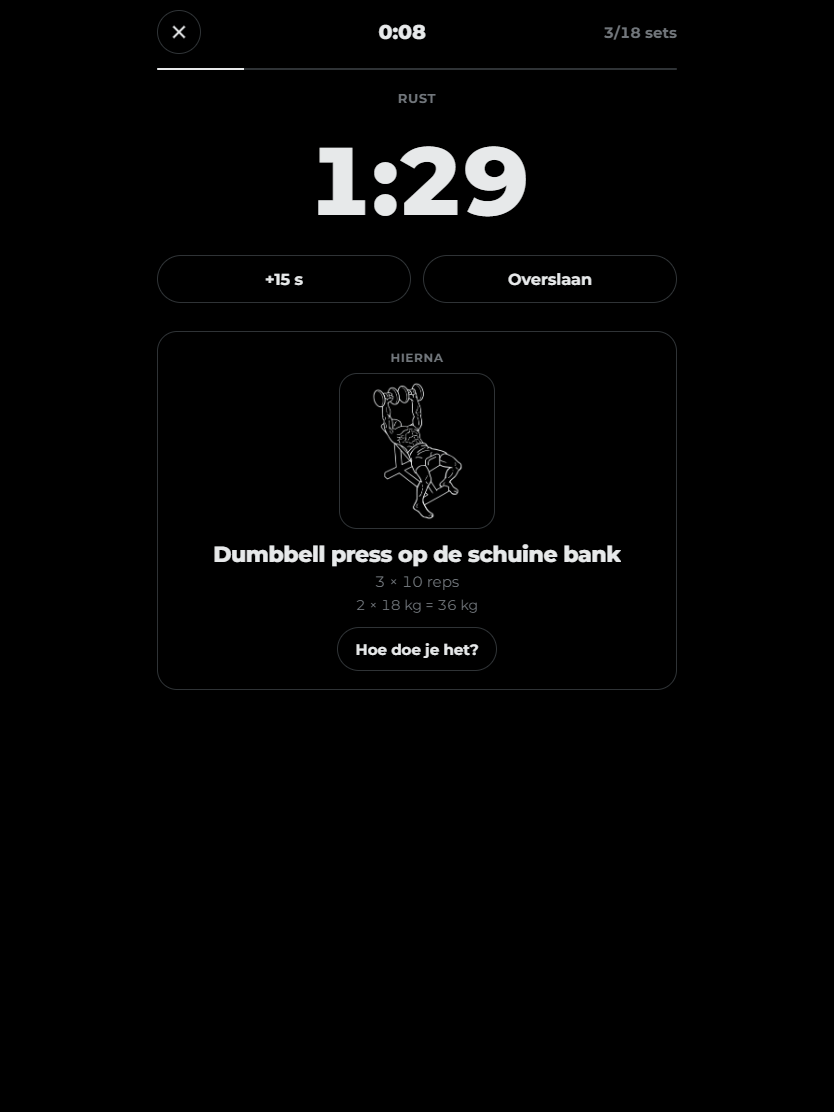 0:08
3/18 sets
RUST
1:29
+15 s
Overslaan
HIERNA
Dumbbell press op de schuine bank
3 × 10 reps
2 × 18 kg = 36 kg
Hoe doe je het?